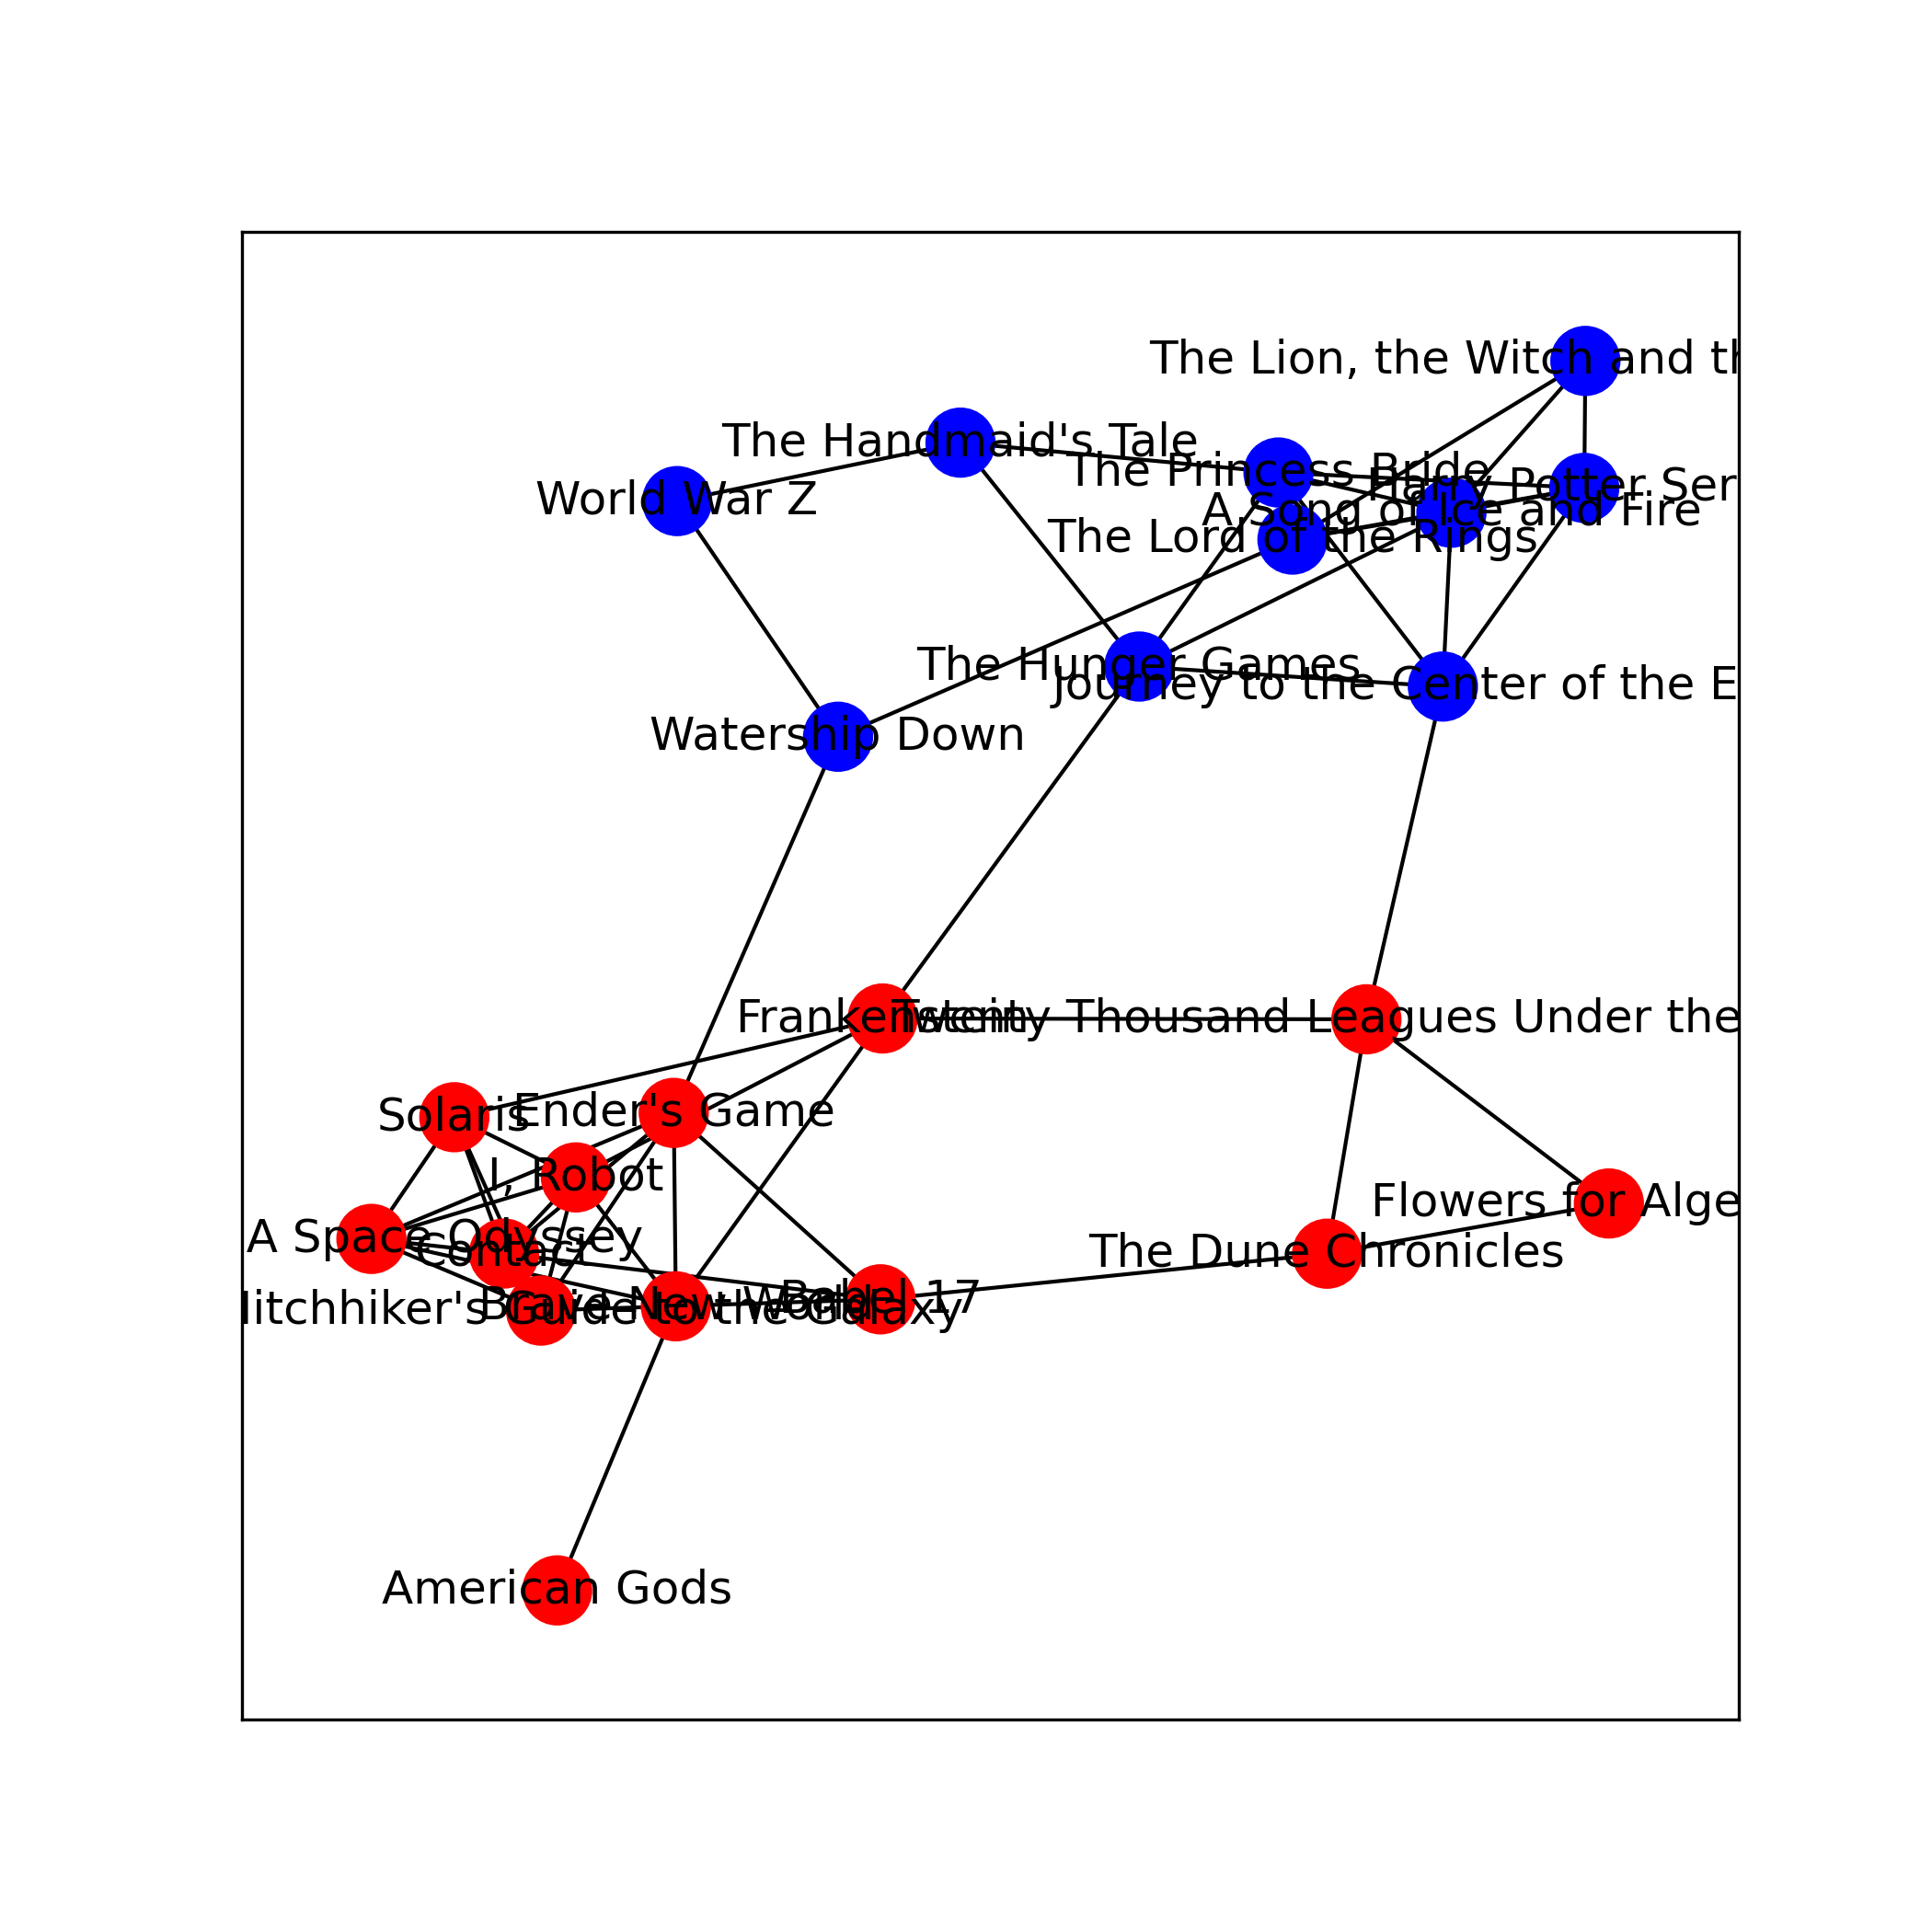 The Lion, the Witch and th
The Handmaid's Tale
The Princess Bride
Harry Potter Ser
World War Z
A Song of Ice and Fire
The Lord of the Rings
The Hunger Games
Journey to the Center of the E
Watership Down
Frankenstein
Twenty Thousand Leagues Under the
Solaris
Ender's Game
I, Robot
Flowers for Alge
A Space Odyssey
Contact
The Dune Chronicles
Babel 17
Brave New World
Hitchhiker's Guide to the Galaxy
American Gods